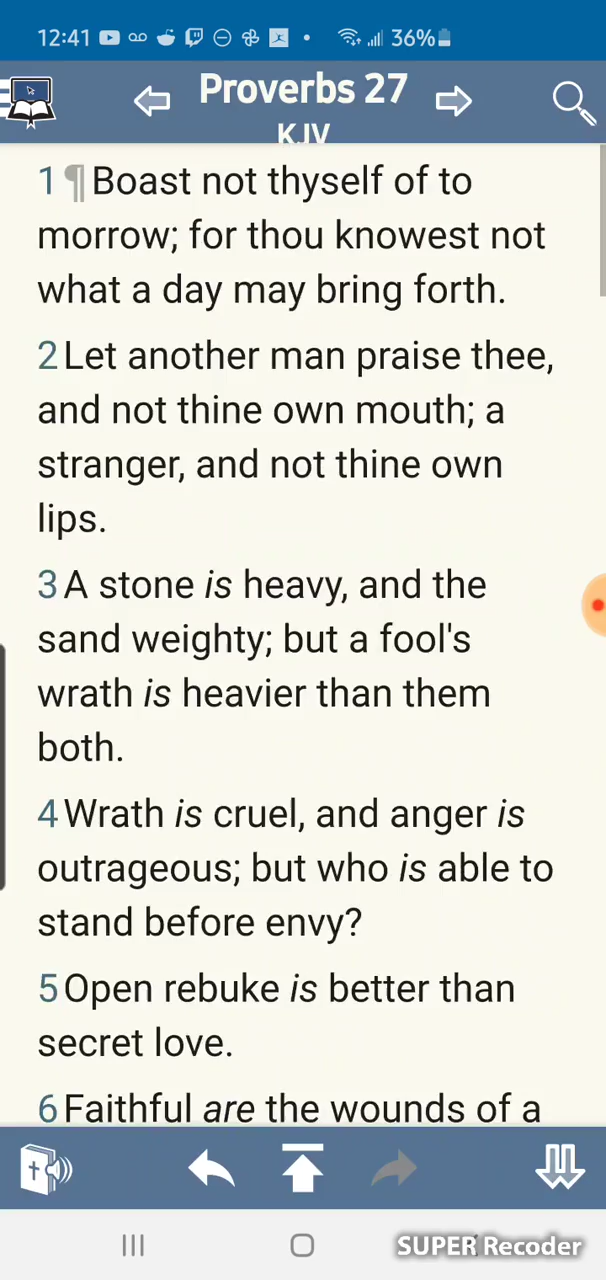 12:41 36%
Proverbs 27
KJV
1 ¶ Boast not thyself of to
morrow; for thou knowest not
what a day may bring forth.
2 Let another man praise thee,
and not thine own mouth; a
stranger, and not thine own
lips.
3 A stone is heavy, and the
sand weighty; but a fool's
wrath is heavier than them
both.
4 Wrath is cruel, and anger is
outrageous; but who is able to
stand before envy?
5 Open rebuke is better than
secret love.
6 Faithful are the wounds of a
SUPER Recoder